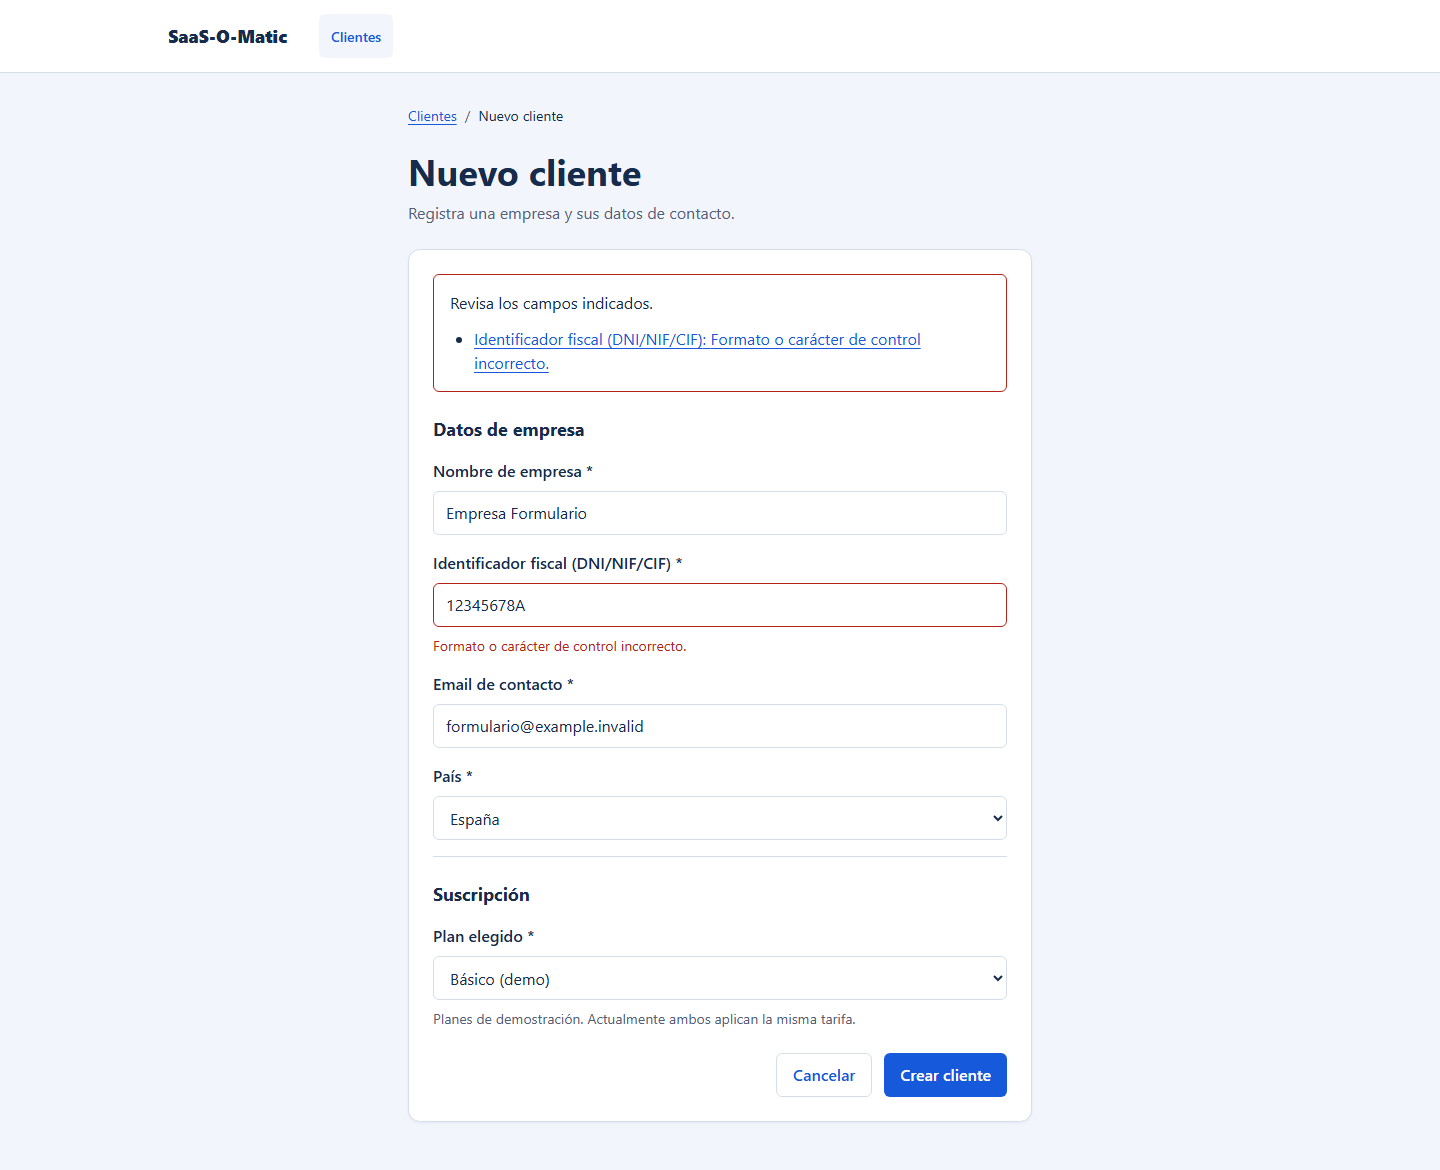 SaaS-O-Matic
Clientes
Clientes / Nuevo cliente
Nuevo cliente
Registra una empresa y sus datos de contacto.
Revisa los campos indicados.
Identificador fiscal (DNI/NIF/CIF): Formato o carácter de control
incorrecto.
Datos de empresa
Nombre de empresa *
Empresa Formulario
Identificador fiscal (DNI/NIF/CIF) *
12345678A
Formato o carácter de control incorrecto.
Email de contacto *
formulario@example.invalid
País *
España
Suscripción
Plan elegido *
Básico (demo)
Planes de demostración. Actualmente ambos aplican la misma tarifa.
Cancelar
Crear cliente